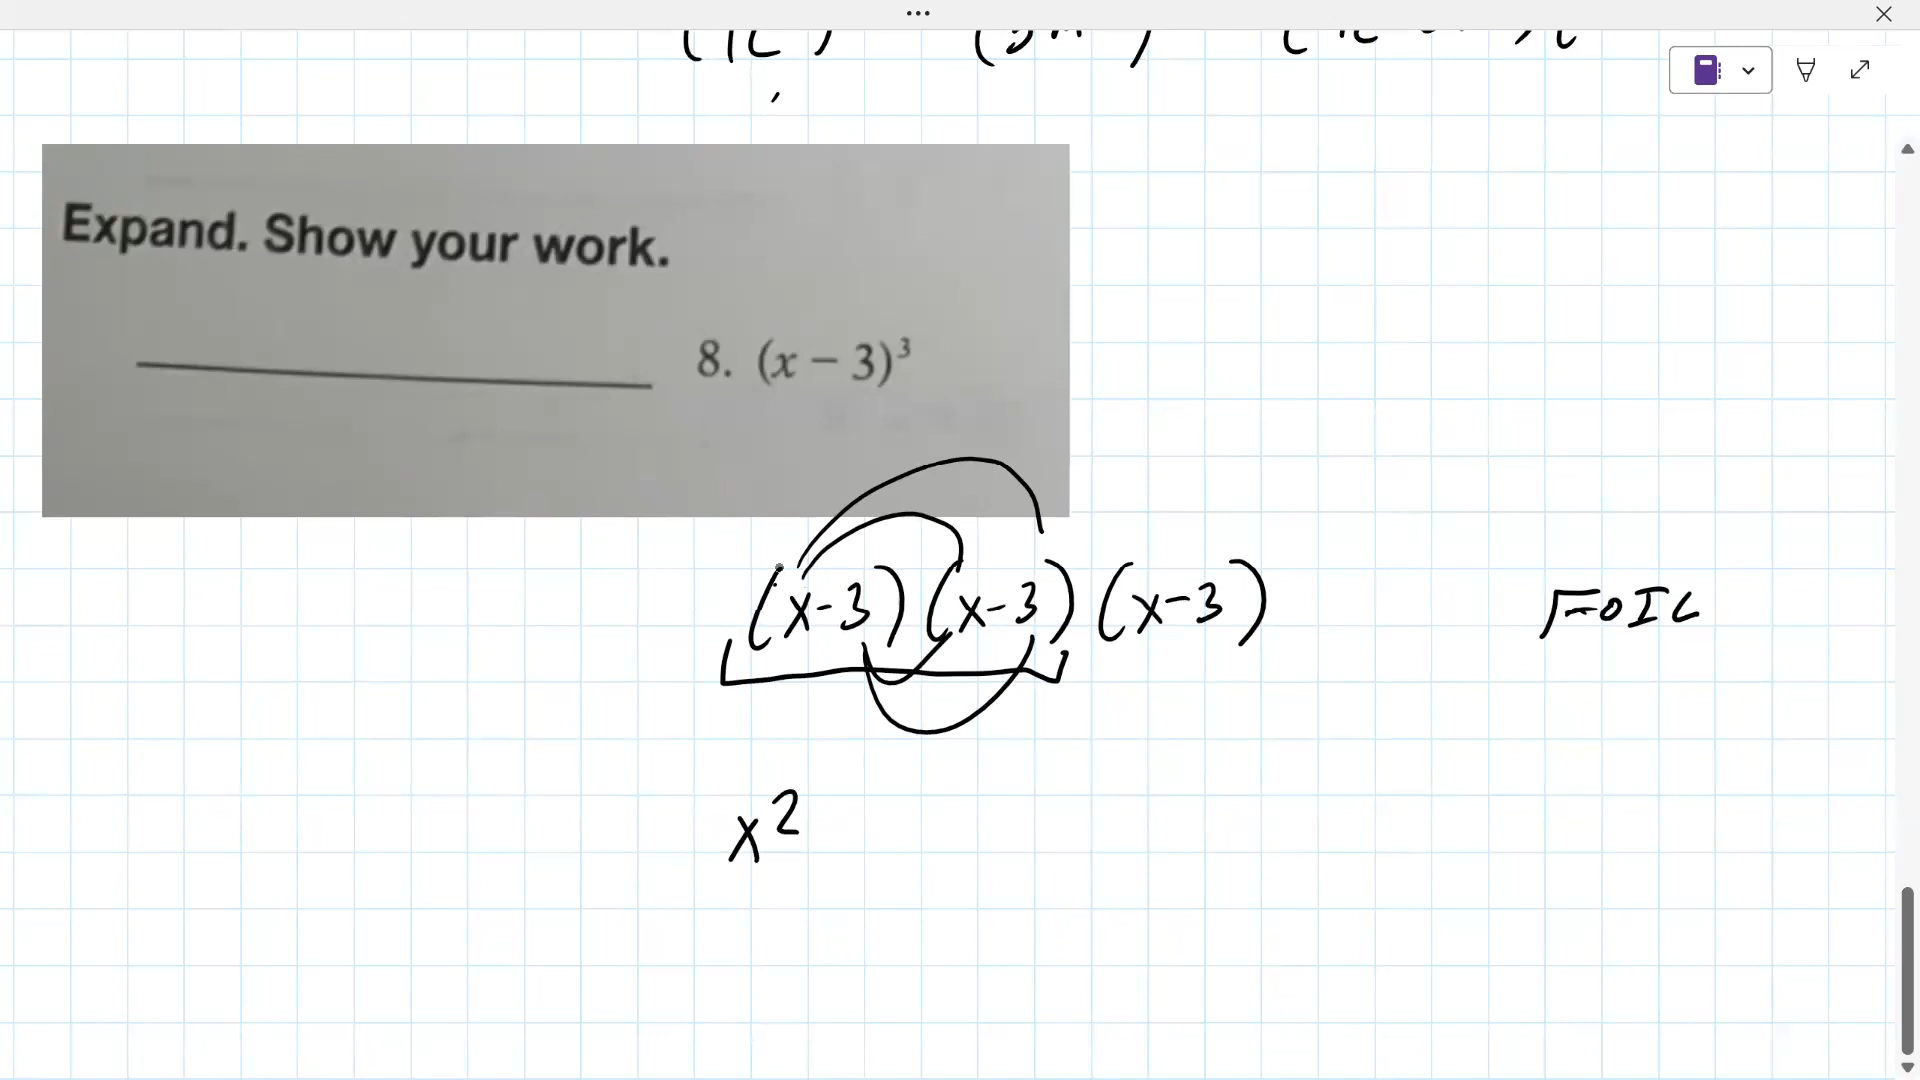 Expand. Show your work.
8. (x − 3)³
(x-3)(x-3)(x-3)
FOIL
x²